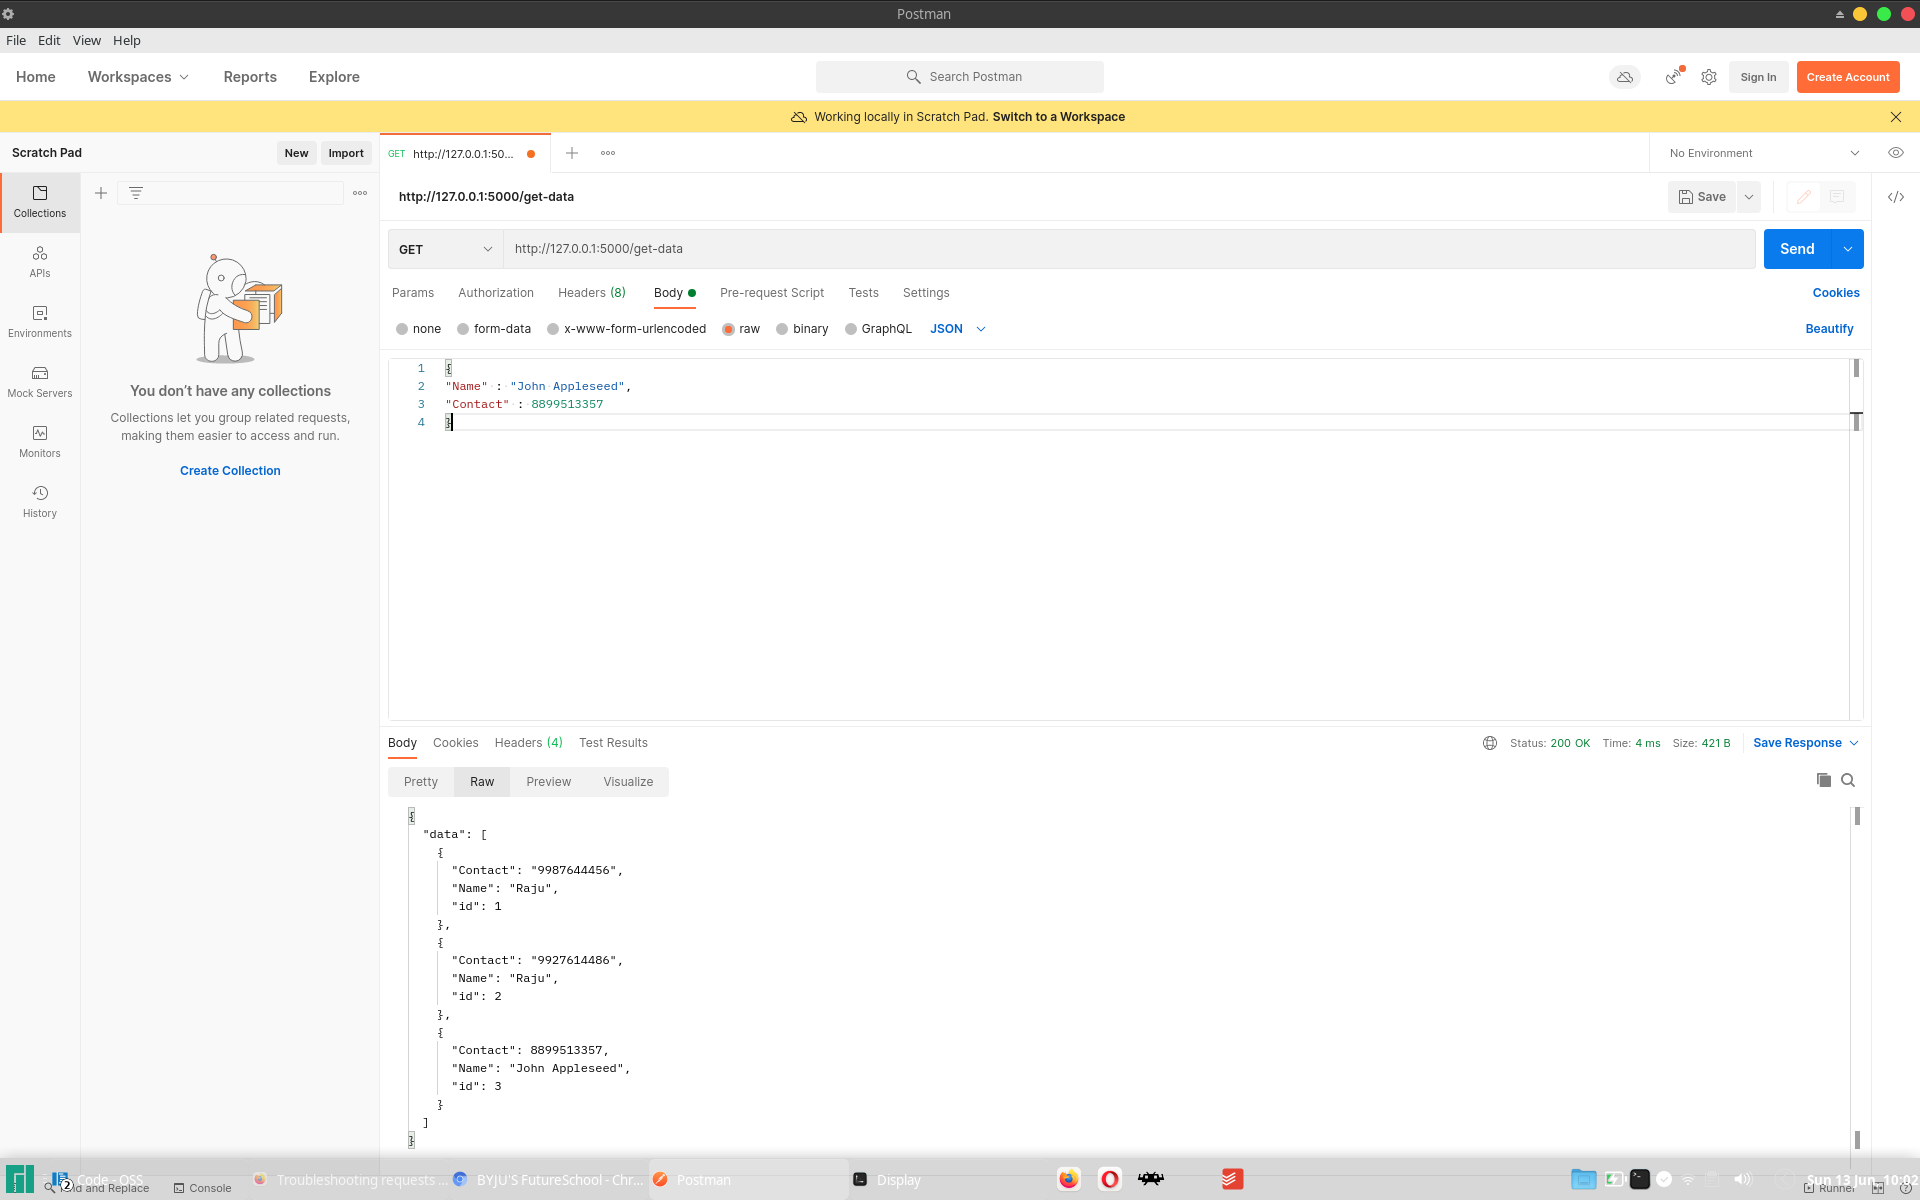 Postman
File Edit View Help
Home Workspaces Reports Explore Search Postman Sign In Create Account
Working locally in Scratch Pad. Switch to a Workspace
Scratch Pad New Import GET http://127.0.0.1:50... No Environment
http://127.0.0.1:5000/get-data Save
Collections
APIs
Environments
Mock Servers
Monitors
History
You don't have any collections
Collections let you group related requests,
making them easier to access and run.
Create Collection
GET http://127.0.0.1:5000/get-data Send
Params Authorization Headers (8) Body Pre-request Script Tests Settings Cookies
none form-data x-www-form-urlencoded raw binary GraphQL JSON Beautify
1 {
2 "Name" : "John Appleseed",
3 "Contact" : 8899513357
4 }
Body Cookies Headers (4) Test Results Status: 200 OK Time: 4 ms Size: 421 B Save Response
Pretty Raw Preview Visualize
{
"data": [
{
"Contact": "9987644456",
"Name": "Raju",
"id": 1
},
{
"Contact": "9927614486",
"Name": "Raju",
"id": 2
},
{
"Contact": 8899513357,
"Name": "John Appleseed",
"id": 3
}
]
}
2 Code - OSS Troubleshooting requests ... BYJU'S FutureSchool - Chr... Postman Display Sun 13 Jun, 10:02
and Replace Console Runner